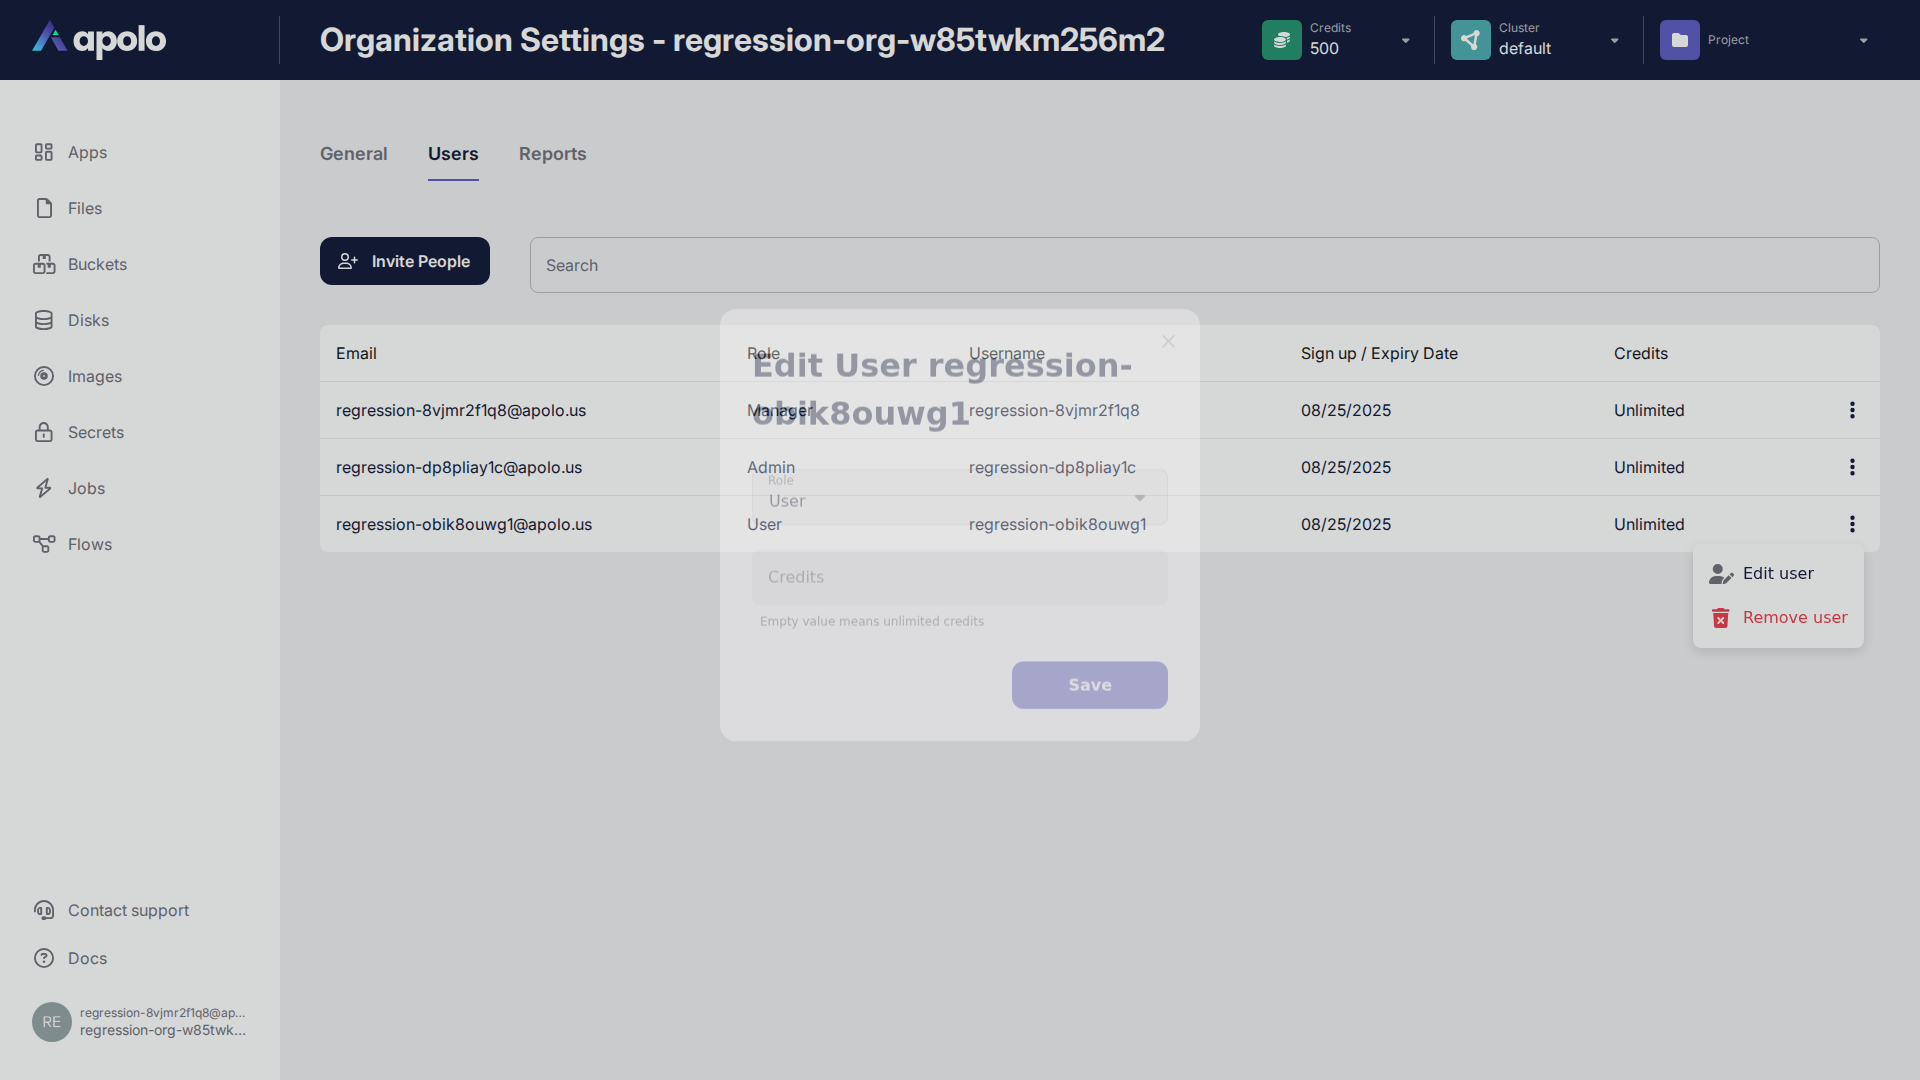 apolo
Organization Settings - regression-org-w85twkm256m2
Credits
500
Cluster
default
Project
Apps
Files
Buckets
Disks
Images
Secrets
Jobs
Flows
Contact support
Docs
RE
regression-8vjmr2f1q8@ap...
regression-org-w85twk...
General
Users
Reports
Invite People
Search
Email
Role
Username
Sign up / Expiry Date
Credits
regression-8vjmr2f1q8@apolo.us
Manager
regression-8vjmr2f1q8
08/25/2025
Unlimited
regression-dp8pliay1c@apolo.us
Admin
regression-dp8pliay1c
08/25/2025
Unlimited
regression-obik8ouwg1@apolo.us
User
regression-obik8ouwg1
08/25/2025
Unlimited
Edit User regression-
obik8ouwg1
Role
User
Credits
Empty value means unlimited credits
Save
Edit user
Remove user